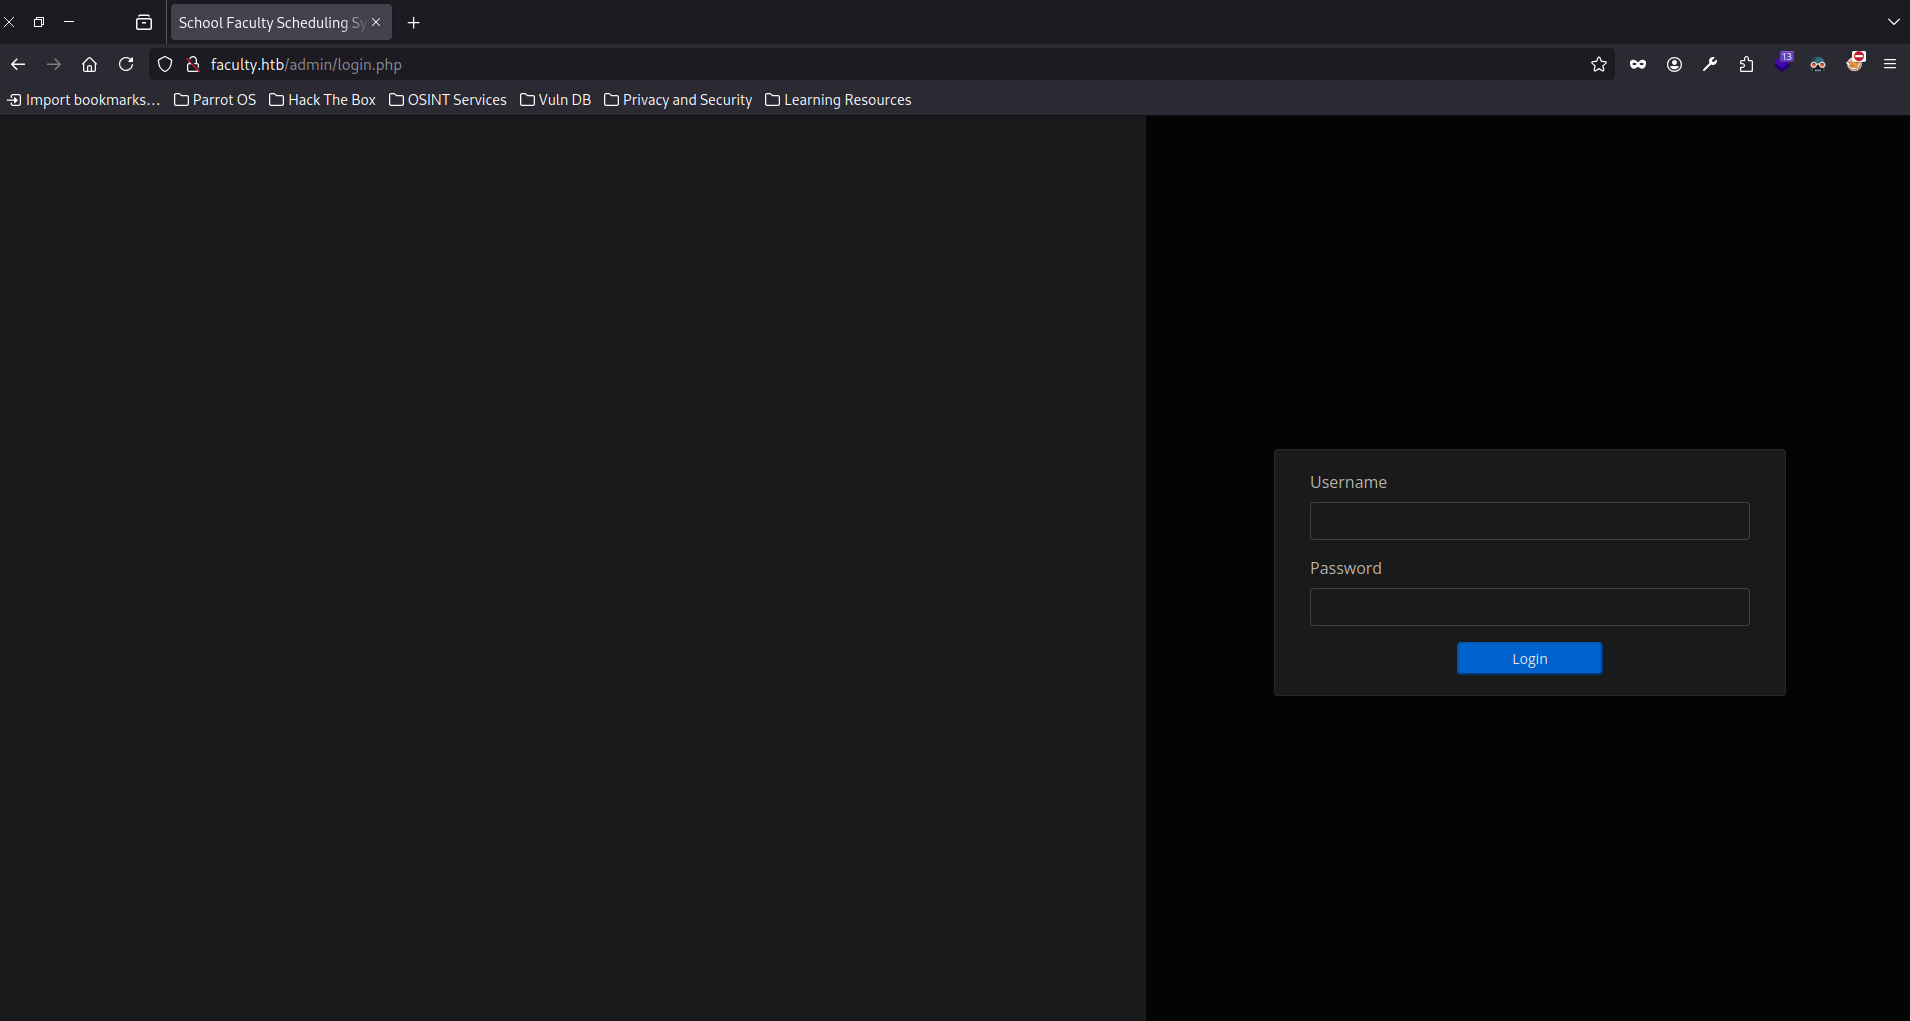 School Faculty Scheduling Sy
faculty.htb/admin/login.php
13
Import bookmarks... Parrot OS Hack The Box OSINT Services Vuln DB Privacy and Security Learning Resources
Username
Password
Login